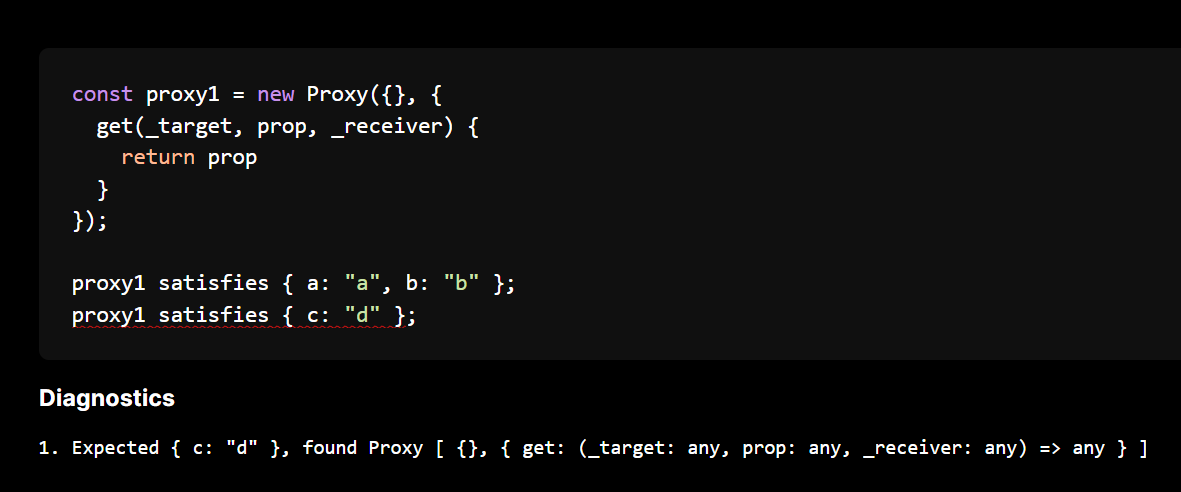 const proxy1 = new Proxy({}, {
  get(_target, prop, _receiver) {
    return prop
  }
});

proxy1 satisfies { a: "a", b: "b" };
proxy1 satisfies { c: "d" };
Diagnostics
1. Expected { c: "d" }, found Proxy [ {}, { get: (_target: any, prop: any, _receiver: any) => any } ]